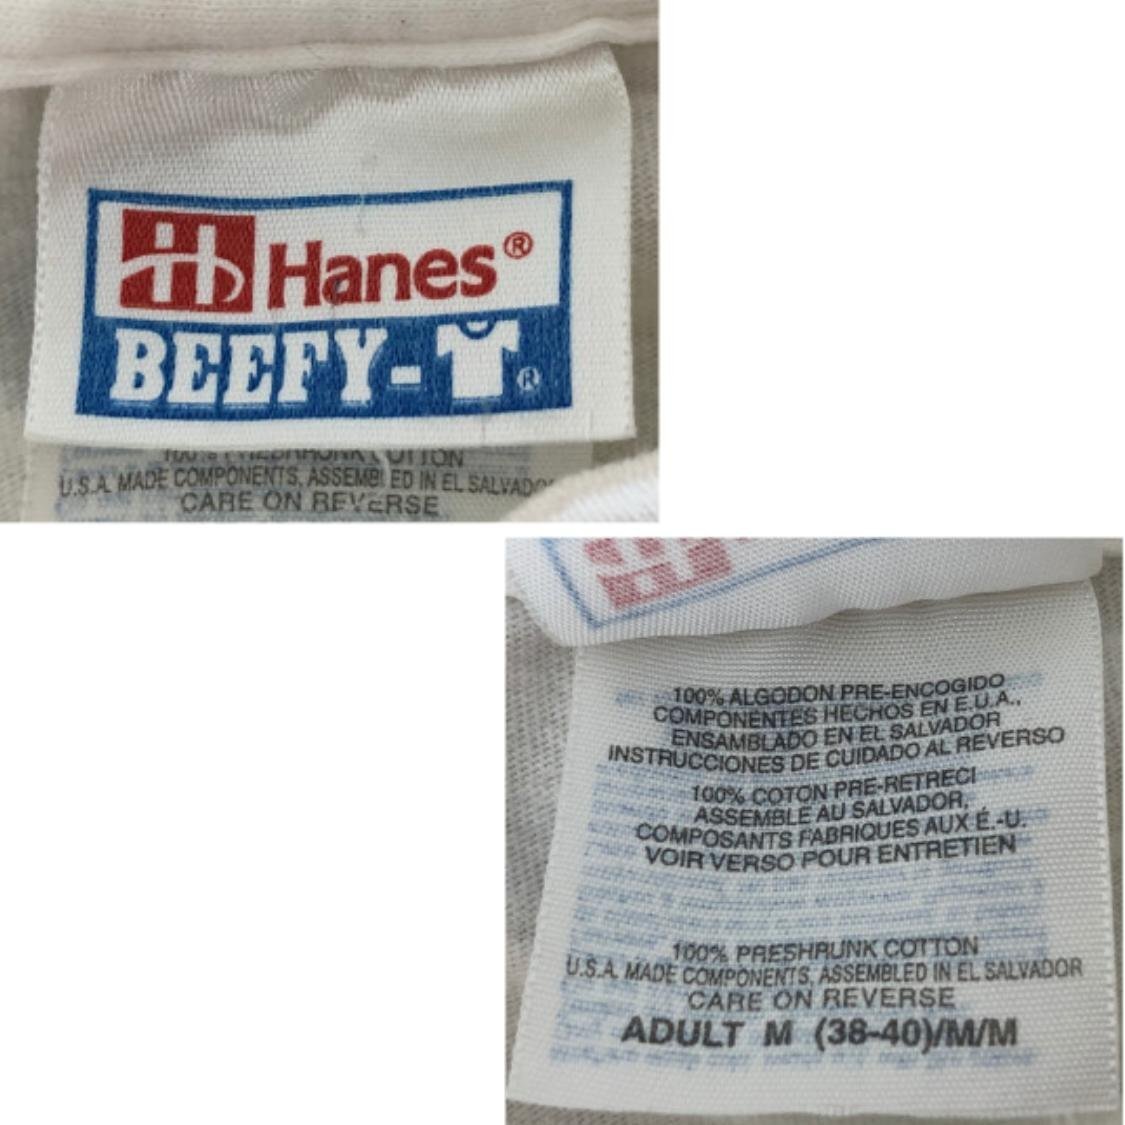 Hanes®
BEEFY-T®
100% PRESHRUNK COTTON
U.S.A. MADE COMPONENTS, ASSEMBLED IN EL SALVADOR
CARE ON REVERSE
100% ALGODON PRE-ENCOGIDO
COMPONENTES HECHOS EN E.U.A.,
ENSAMBLADO EN EL SALVADOR
INSTRUCCIONES DE CUIDADO AL REVERSO
100% COTON PRE-RETRECI
ASSEMBLE AU SALVADOR,
COMPOSANTS FABRIQUES AUX É.-U.
VOIR VERSO POUR ENTRETIEN
100% PRESHRUNK COTTON
U.S.A. MADE COMPONENTS, ASSEMBLED IN EL SALVADOR
CARE ON REVERSE
ADULT M (38-40)/M/M